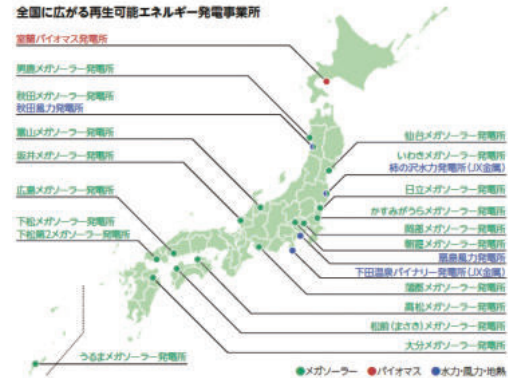 全国に広がる再生可能エネルギー発電事業所
室蘭バイオマス発電所
男鹿メガソーラー発電所
秋田メガソーラー発電所
秋田風力発電所
富山メガソーラー発電所
坂井メガソーラー発電所
広島メガソーラー発電所
下松メガソーラー発電所
下松第2メガソーラー発電所
うるまメガソーラー発電所
仙台メガソーラー発電所
いわきメガソーラー発電所
柿の沢水力発電所(JX金属)
日立メガソーラー発電所
かすみがうらメガソーラー発電所
岡部メガソーラー発電所
朝霞メガソーラー発電所
扇島風力発電所
下田温泉バイナリー発電所(JX金属)
蒲郡メガソーラー発電所
高松メガソーラー発電所
松前(まさき)メガソーラー発電所
大分メガソーラー発電所
メガソーラー バイオマス 水力・風力・地熱